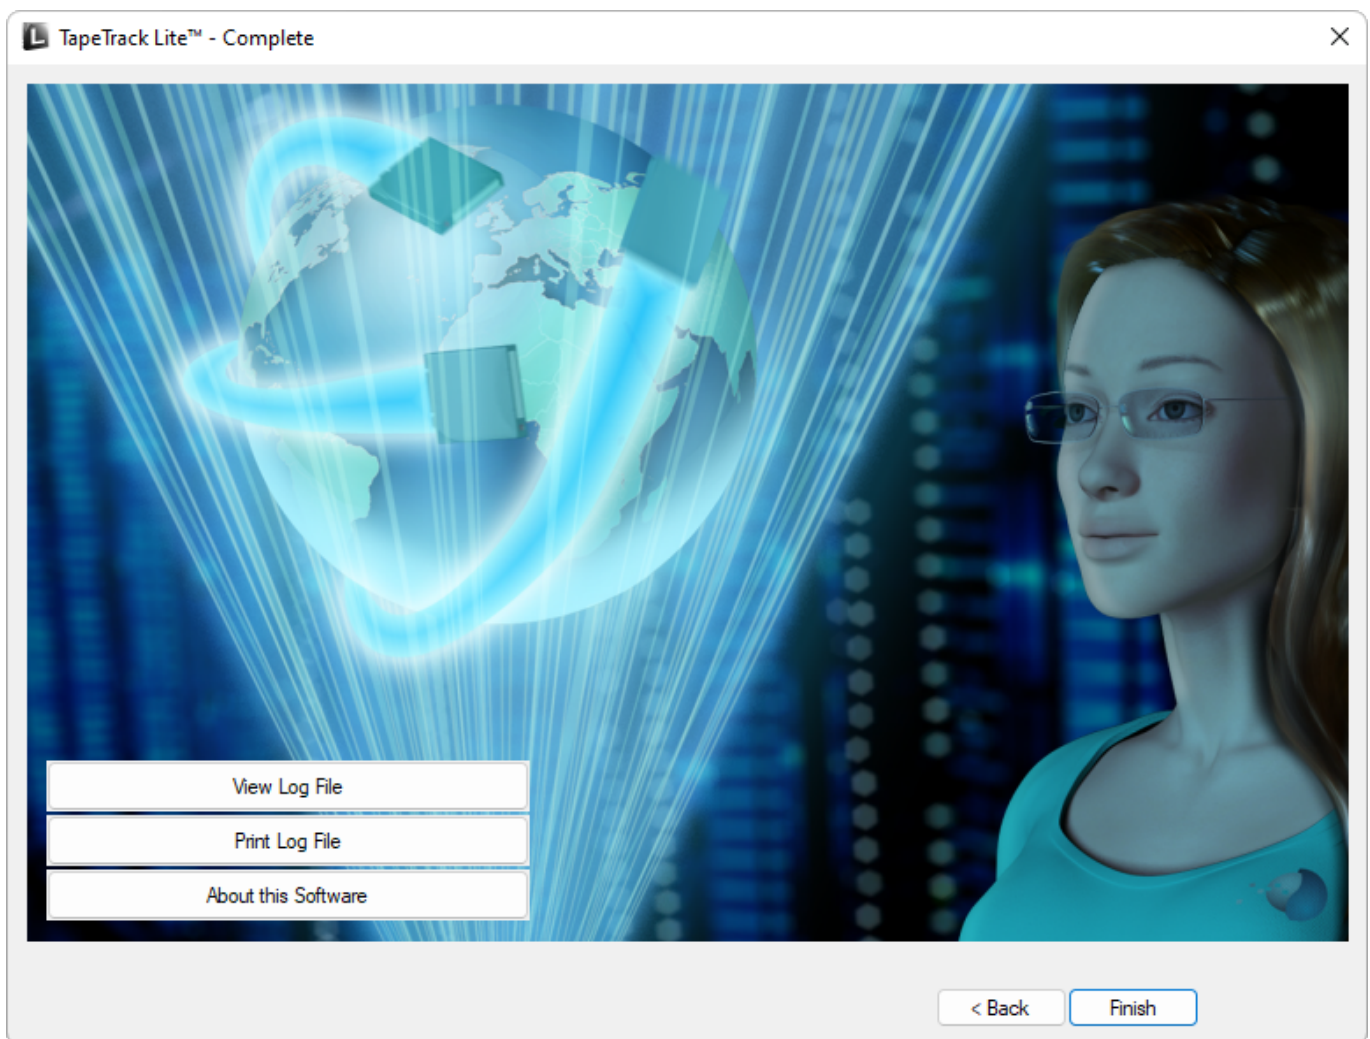 TapeTrack Lite™ - Complete
View Log File
Print Log File
About this Software
< Back
Finish